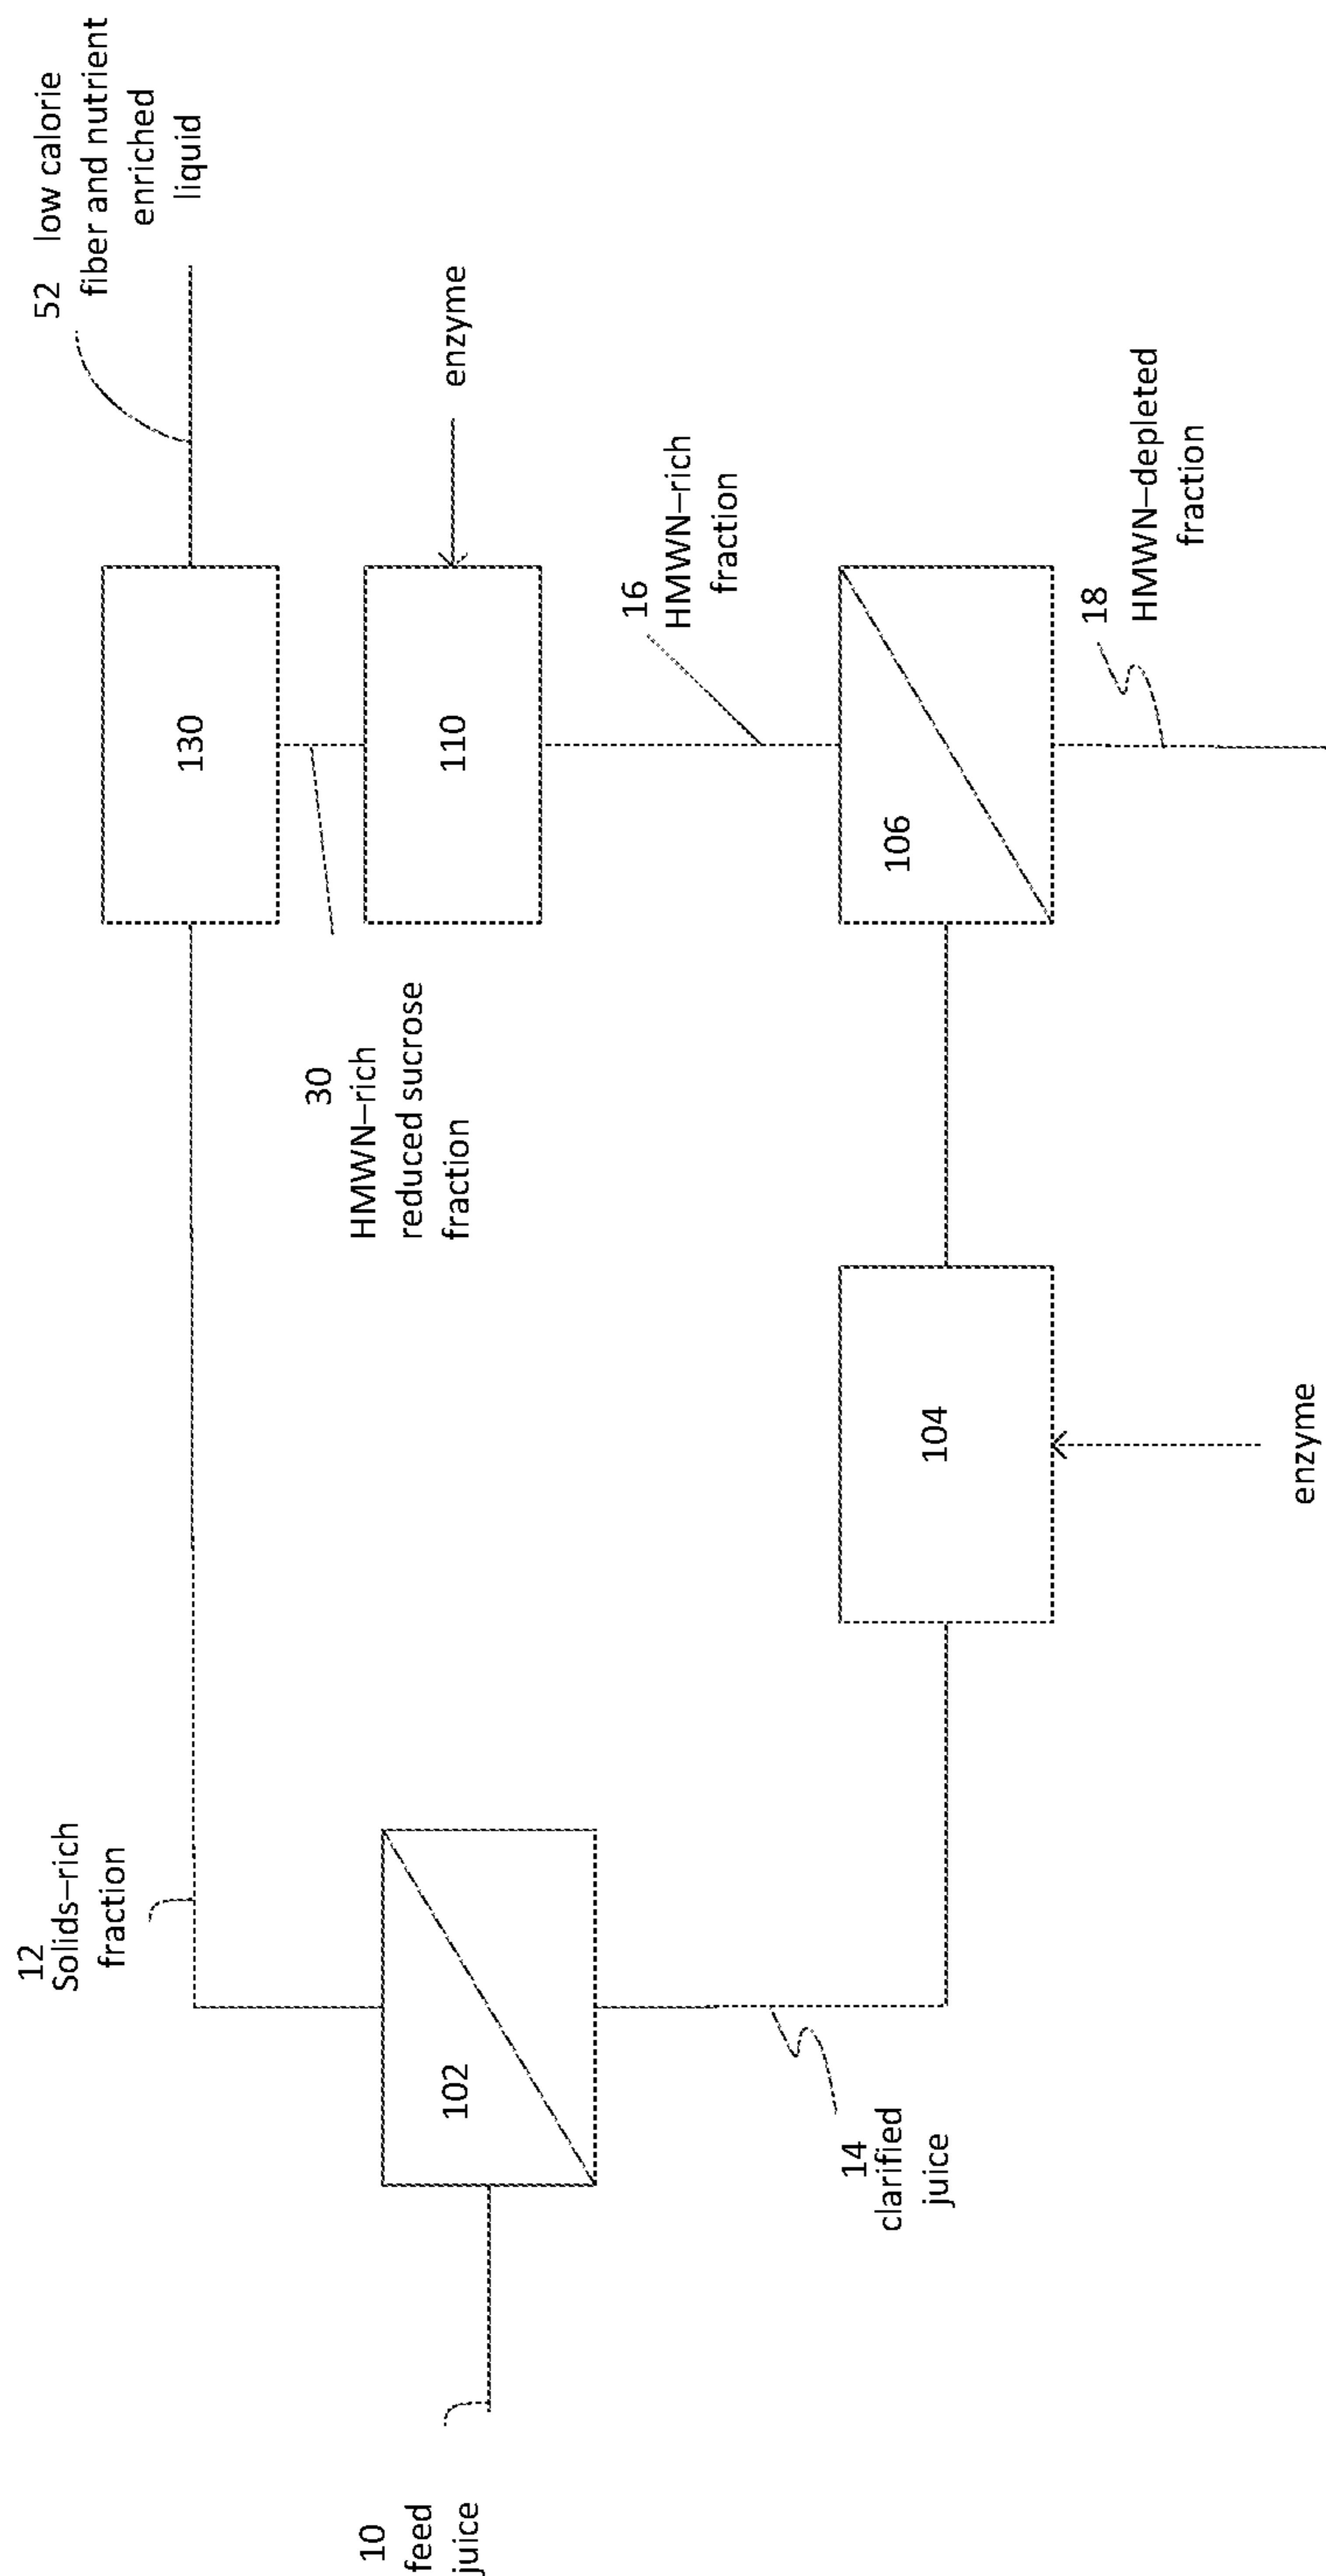 10
feed
juice
12
Solids–rich
fraction
102
14
clarified
juice
104
enzyme
30
HMWN–rich
reduced sucrose
fraction
130
110
enzyme
52 low calorie
fiber and nutrient
enriched
liquid
16
HMWN–rich
fraction
106
18
HMWN–depleted
fraction